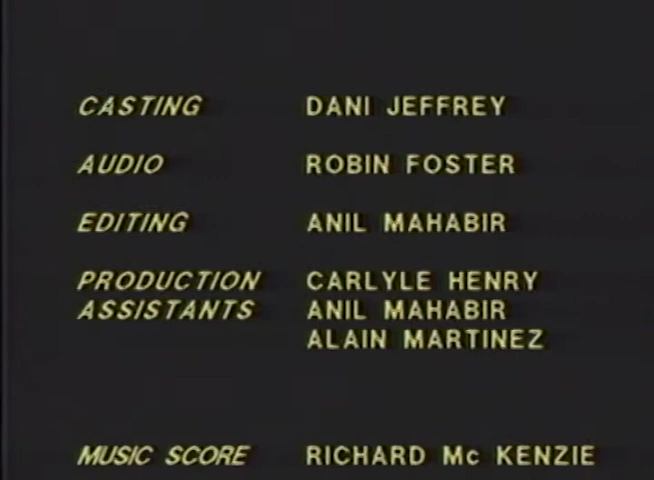 CASTING DANI JEFFREY
AUDIO ROBIN FOSTER
EDITING ANIL MAHABIR
PRODUCTION CARLYLE HENRY
ASSISTANTS ANIL MAHABIR
ALAIN MARTINEZ
MUSIC SCORE RICHARD Mc KENZIE